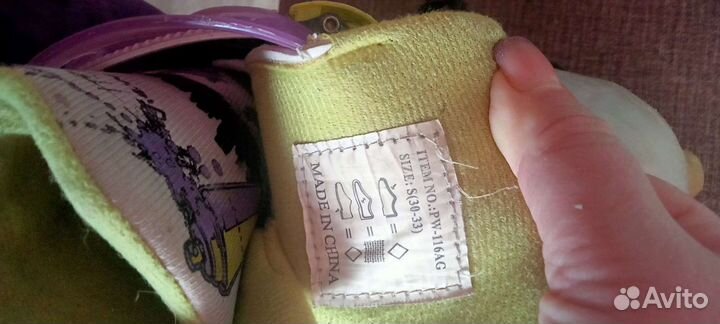 ITEM NO.:PW-116AG
SIZE: S(30-33)
MADE IN CHINA
Avito